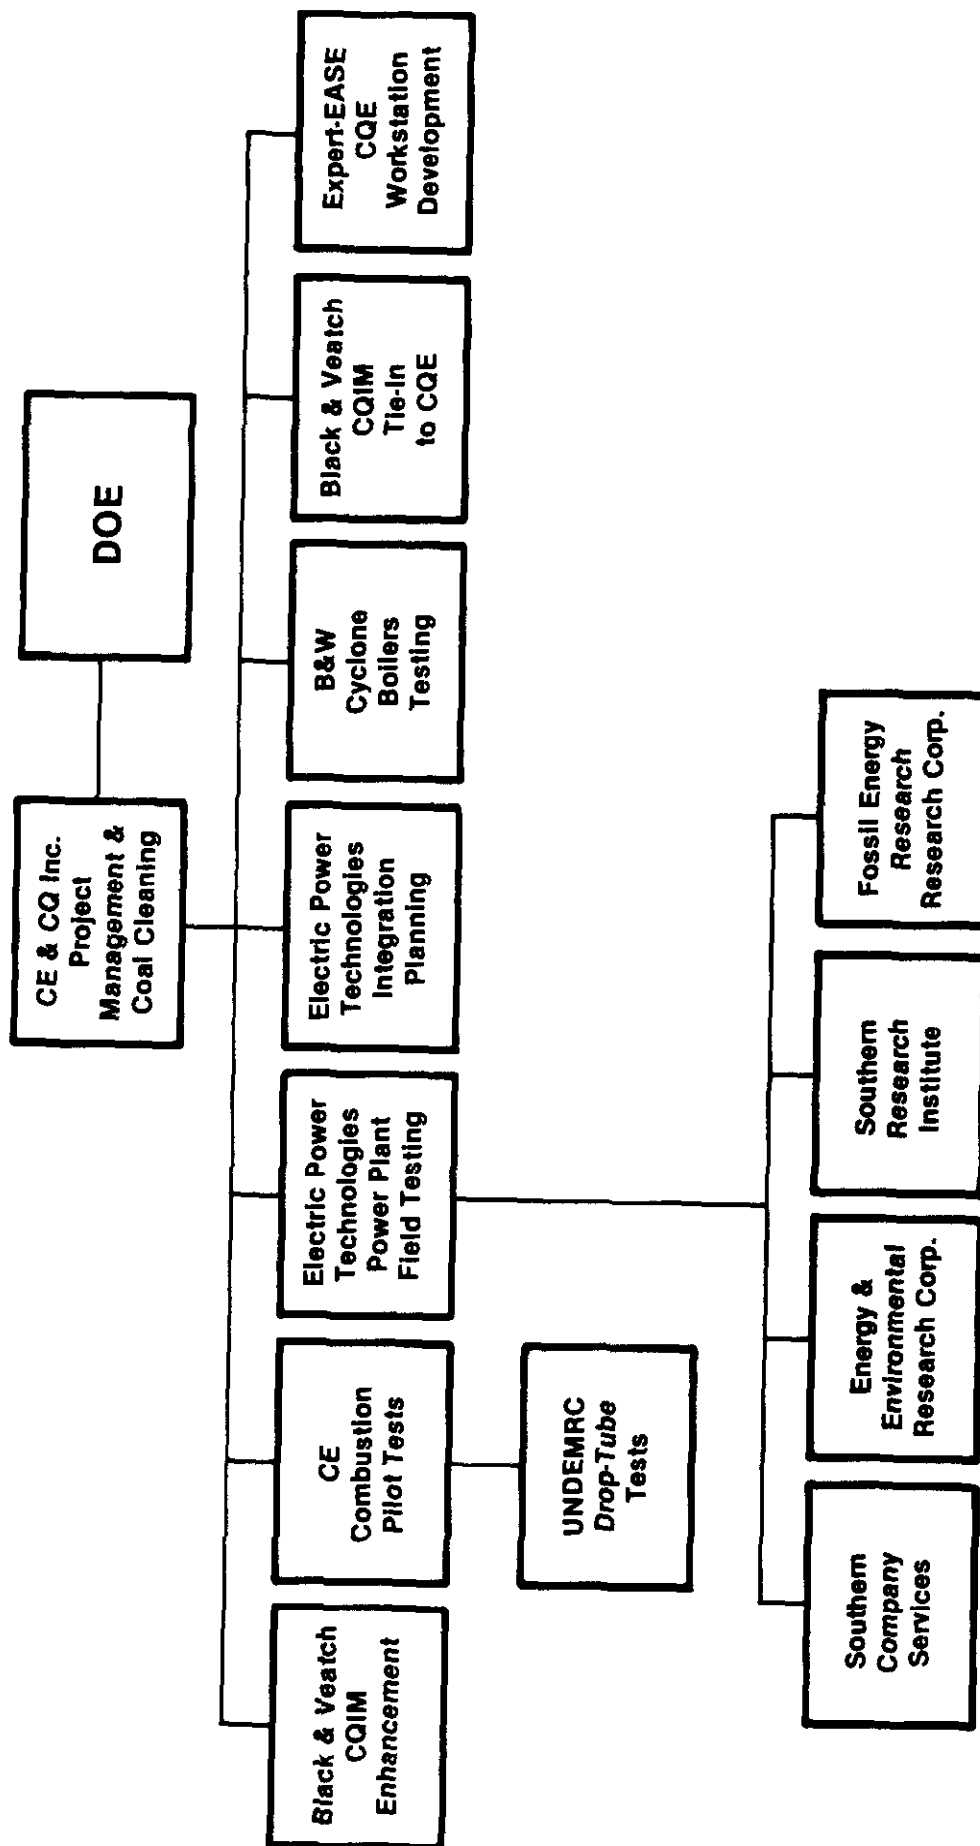 CE & CQ Inc.
Project
Management &
Coal Cleaning
DOE
Black & Veatch
CQIM
Enhancement
CE
Combustion
Pilot Tests
Electric Power
Technologies
Power Plant
Field Testing
Electric Power
Technologies
Integration
Planning
B&W
Cyclone
Boilers
Testing
Black & Veatch
CQIM
Tie-In
to CQE
Expert-EASE
CQE
Workstation
Development
UNDEMRC
Drop-Tube
Tests
Southern
Company
Services
Energy &
Environmental
Research Corp.
Southern
Research
Institute
Fossil Energy
Research
Research Corp.